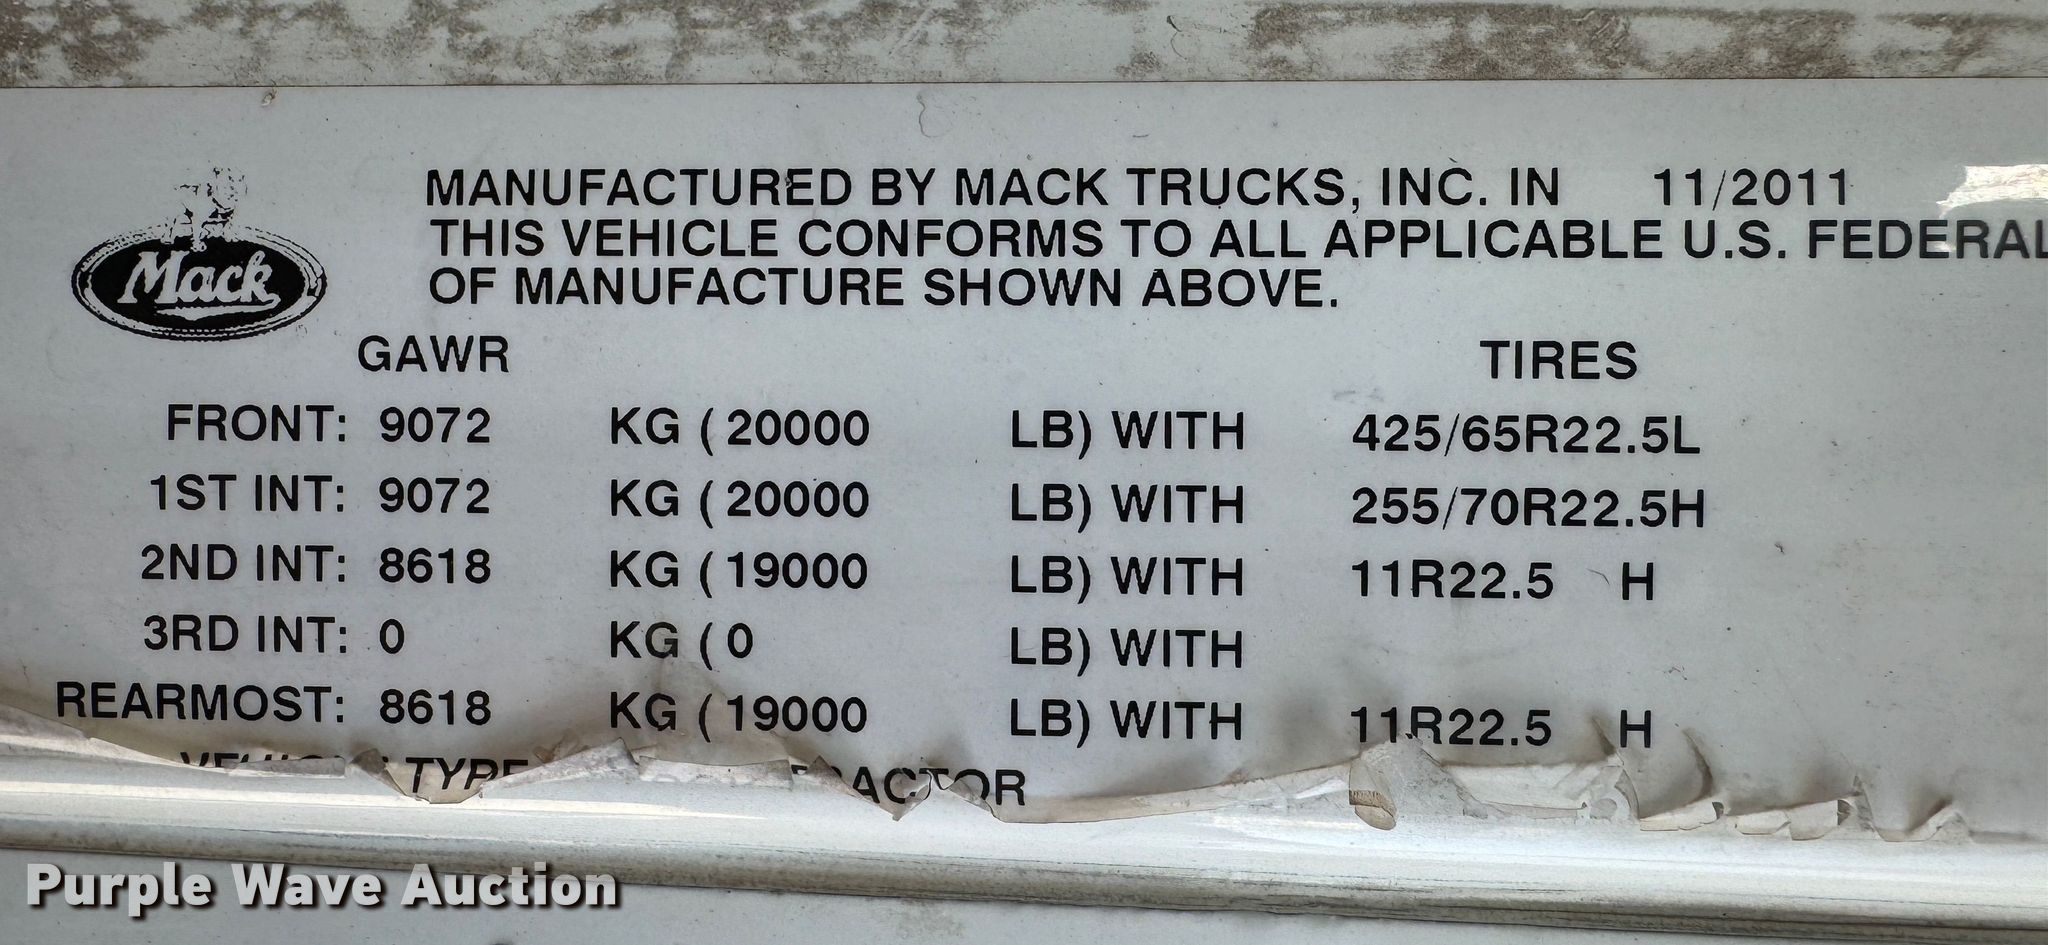 MANUFACTURED BY MACK TRUCKS, INC. IN 11/2011
THIS VEHICLE CONFORMS TO ALL APPLICABLE U.S. FEDERAL
OF MANUFACTURE SHOWN ABOVE.
Mack
GAWR TIRES
FRONT: 9072 KG (20000 LB) WITH 425/65R22.5L
1ST INT: 9072 KG (20000 LB) WITH 255/70R22.5H
2ND INT: 8618 KG (19000 LB) WITH 11R22.5 H
3RD INT: 0 KG (0 LB) WITH
REARMOST: 8618 KG (19000 LB) WITH 11R22.5 H
VEHICLE TYPE TRACTOR
Purple Wave Auction